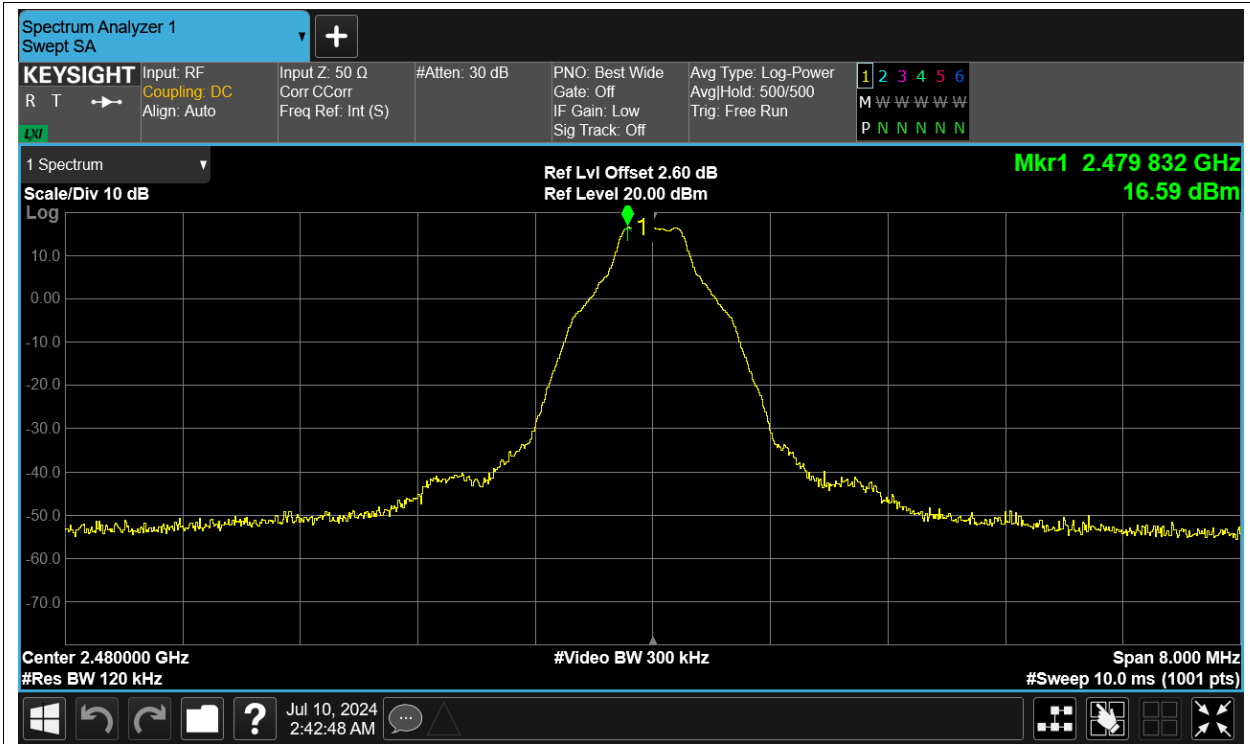 Spectrum Analyzer 1
Swept SA
KEYSIGHT
R T
LXI
Input: RF
Coupling: DC
Align: Auto
Input Z: 50 Ω
Corr CCorr
Freq Ref: Int (S)
#Atten: 30 dB
PNO: Best Wide
Gate: Off
IF Gain: Low
Sig Track: Off
Avg Type: Log-Power
Avg|Hold: 500/500
Trig: Free Run
1 2 3 4 5 6
M W W W W W
P N N N N N
1 Spectrum
Scale/Div 10 dB
Log
Ref Lvl Offset 2.60 dB
Ref Level 20.00 dBm
Mkr1 2.479 832 GHz
16.59 dBm
1
10.0
0.00
-10.0
-20.0
-30.0
-40.0
-50.0
-60.0
-70.0
Center 2.480000 GHz
#Res BW 120 kHz
#Video BW 300 kHz
Span 8.000 MHz
#Sweep 10.0 ms (1001 pts)
?
Jul 10, 2024
2:42:48 AM